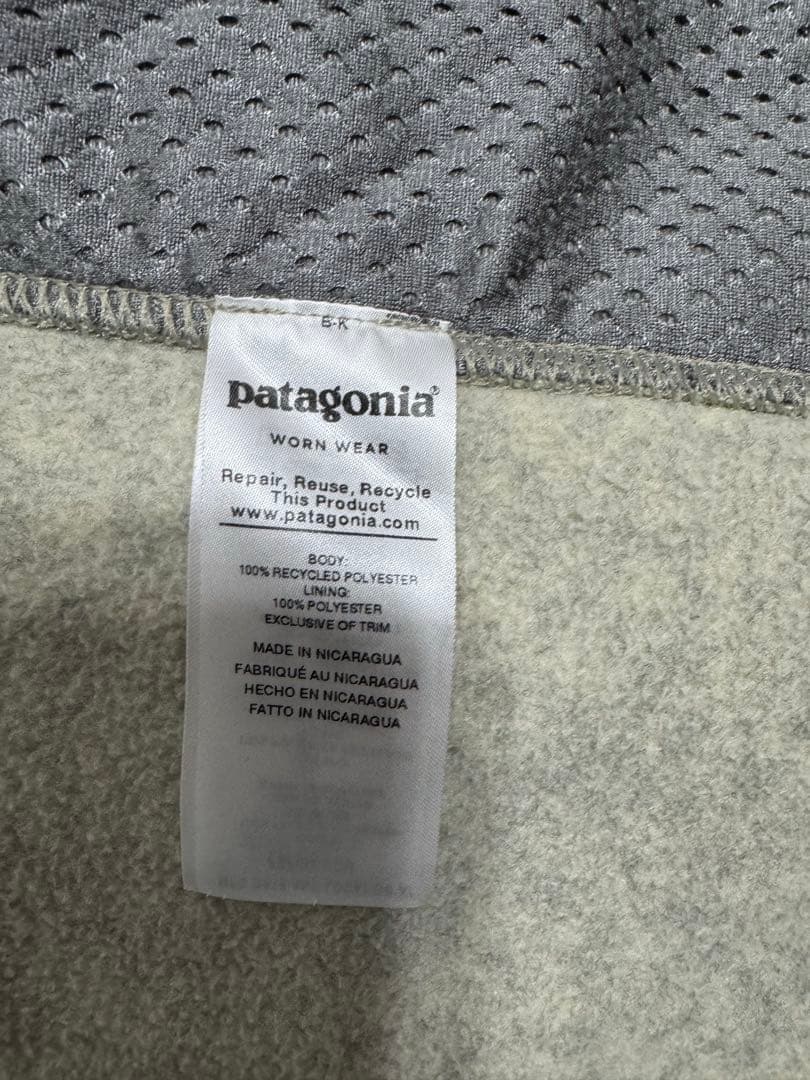 B-K
patagonia®
WORN WEAR
Repair, Reuse, Recycle
This Product
www.patagonia.com
BODY:
100% RECYCLED POLYESTER
LINING:
100% POLYESTER
EXCLUSIVE OF TRIM
MADE IN NICARAGUA
FABRIQUÉ AU NICARAGUA
HECHO EN NICARAGUA
FATTO IN NICARAGUA